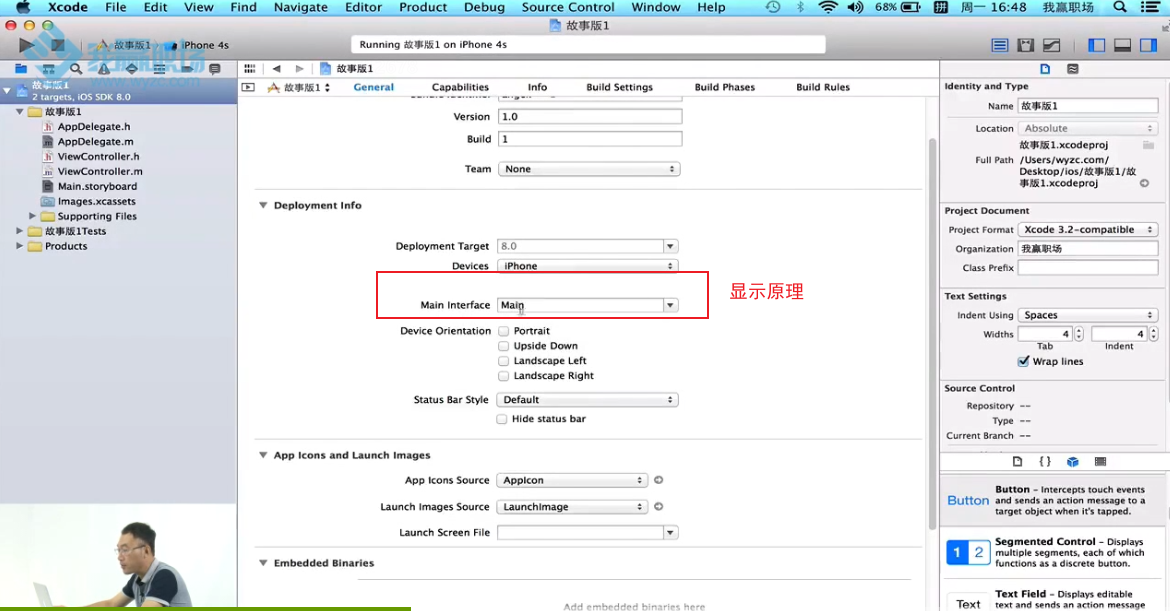 Xcode File Edit View Find Navigate Editor Product Debug Source Control Window Help 68% 拼 周一 16:48 我赢职场
故事版1
故事版1 iPhone 4s
Running 故事版1 on iPhone 4s
我赢职场
www.wyzc.com
故事版1
2 targets, iOS SDK 8.0
故事版1
AppDelegate.h
AppDelegate.m
ViewController.h
ViewController.m
Main.storyboard
Images.xcassets
Supporting Files
故事版1Tests
Products
故事版1
故事版1 General Capabilities Info Build Settings Build Phases Build Rules
Version 1.0
Build 1
Team None
Deployment Info
Deployment Target 8.0
Devices iPhone
Main Interface Main
显示原理
Device Orientation Portrait
Upside Down
Landscape Left
Landscape Right
Status Bar Style Default
Hide status bar
App Icons and Launch Images
App Icons Source AppIcon
Launch Images Source LaunchImage
Launch Screen File
Embedded Binaries
Add embedded binaries here
Identity and Type
Name 故事版1
Location Absolute
故事版1.xcodeproj
Full Path /Users/wyzc.com/
Desktop/ios/故事版1/故
事版1.xcodeproj
Project Document
Project Format Xcode 3.2-compatible
Organization 我赢职场
Class Prefix
Text Settings
Indent Using Spaces
Widths 4 4
Tab Indent
Wrap lines
Source Control
Repository --
Type --
Current Branch --
{ }
Button
Button - Intercepts touch events
and sends an action message to a
target object when it's tapped.
1 2
Segmented Control - Displays
multiple segments, each of which
functions as a discrete button.
Text
Text Field - Displays editable
text and sends an action message